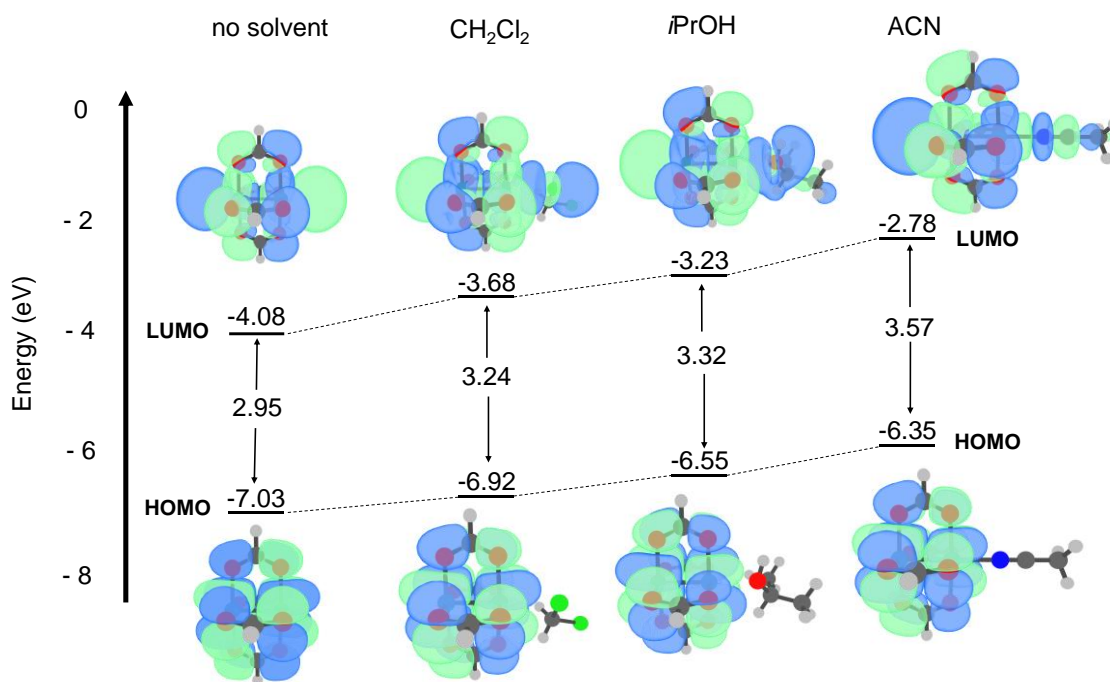 no solvent
CH₂Cl₂
iPrOH
ACN
Energy (eV)
0
- 2
- 4
- 6
- 8
-2.78
LUMO
-3.23
-3.68
LUMO
-4.08
3.57
3.32
3.24
2.95
-6.35
HOMO
-6.55
-6.92
HOMO
-7.03